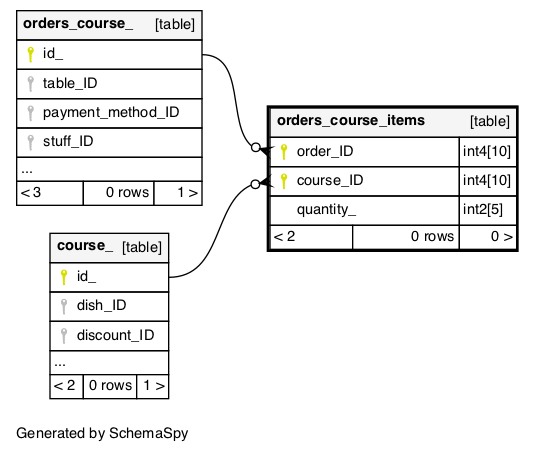 orders_course_ [table]
id_
table_ID
payment_method_ID
stuff_ID
...
< 3 0 rows 1 >
orders_course_items [table]
order_ID int4[10]
course_ID int4[10]
quantity_ int2[5]
< 2 0 rows 0 >
course_ [table]
id_
dish_ID
discount_ID
...
< 2 0 rows 1 >
Generated by SchemaSpy